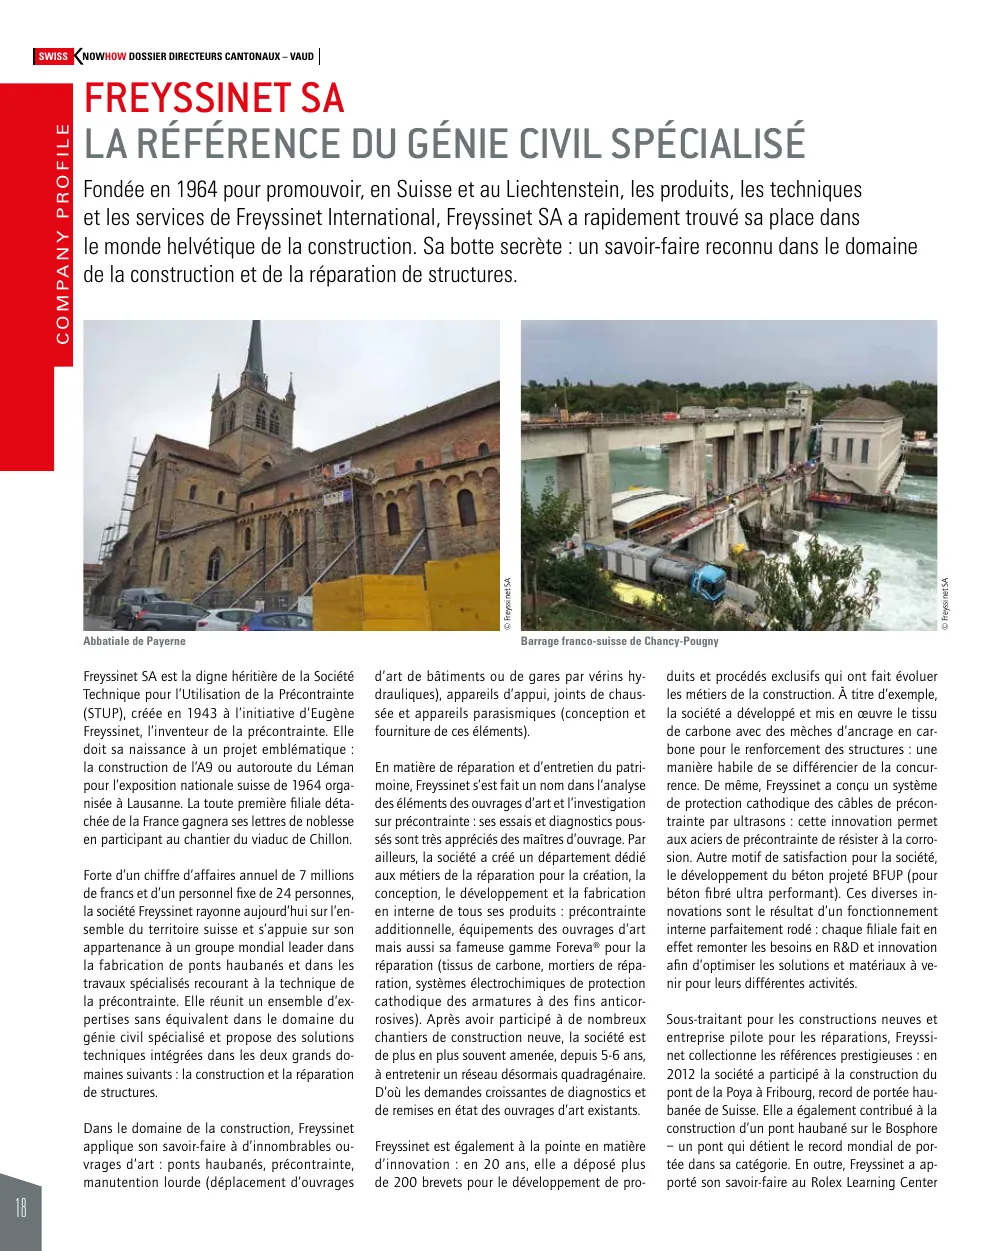 SWISS KNOWHOW DOSSIER DIRECTEURS CANTONAUX – VAUD
COMPANY PROFILE
FREYSSINET SA
LA RÉFÉRENCE DU GÉNIE CIVIL SPÉCIALISÉ
Fondée en 1964 pour promouvoir, en Suisse et au Liechtenstein, les produits, les techniques
et les services de Freyssinet International, Freyssinet SA a rapidement trouvé sa place dans
le monde helvétique de la construction. Sa botte secrète : un savoir-faire reconnu dans le domaine
de la construction et de la réparation de structures.
© Freyssinet SA
© Freyssinet SA
Abbatiale de Payerne
Barrage franco-suisse de Chancy-Pougny
Freyssinet SA est la digne héritière de la Société
Technique pour l'Utilisation de la Précontrainte
(STUP), créée en 1943 à l'initiative d'Eugène
Freyssinet, l'inventeur de la précontrainte. Elle
doit sa naissance à un projet emblématique :
la construction de l'A9 ou autoroute du Léman
pour l'exposition nationale suisse de 1964 orga-
nisée à Lausanne. La toute première filiale déta-
chée de la France gagnera ses lettres de noblesse
en participant au chantier du viaduc de Chillon.
Forte d'un chiffre d'affaires annuel de 7 millions
de francs et d'un personnel fixe de 24 personnes,
la société Freyssinet rayonne aujourd'hui sur l'en-
semble du territoire suisse et s'appuie sur son
appartenance à un groupe mondial leader dans
la fabrication de ponts haubanés et dans les
travaux spécialisés recourant à la technique de
la précontrainte. Elle réunit un ensemble d'ex-
pertises sans équivalent dans le domaine du
génie civil spécialisé et propose des solutions
techniques intégrées dans les deux grands do-
maines suivants : la construction et la réparation
de structures.
Dans le domaine de la construction, Freyssinet
applique son savoir-faire à d'innombrables ou-
vrages d'art : ponts haubanés, précontrainte,
manutention lourde (déplacement d'ouvrages
d'art de bâtiments ou de gares par vérins hy-
drauliques), appareils d'appui, joints de chaus-
sée et appareils parasismiques (conception et
fourniture de ces éléments).
En matière de réparation et d'entretien du patri-
moine, Freyssinet s'est fait un nom dans l'analyse
des éléments des ouvrages d'art et l'investigation
sur précontrainte : ses essais et diagnostics pous-
sés sont très appréciés des maîtres d'ouvrage. Par
ailleurs, la société a créé un département dédié
aux métiers de la réparation pour la création, la
conception, le développement et la fabrication
en interne de tous ses produits : précontrainte
additionnelle, équipements des ouvrages d'art
mais aussi sa fameuse gamme Foreva® pour la
réparation (tissus de carbone, mortiers de répa-
ration, systèmes électrochimiques de protection
cathodique des armatures à des fins anticor-
rosives). Après avoir participé à de nombreux
chantiers de construction neuve, la société est
de plus en plus souvent amenée, depuis 5-6 ans,
à entretenir un réseau désormais quadragénaire.
D'où les demandes croissantes de diagnostics et
de remises en état des ouvrages d'art existants.
Freyssinet est également à la pointe en matière
d'innovation : en 20 ans, elle a déposé plus
de 200 brevets pour le développement de pro-
duits et procédés exclusifs qui ont fait évoluer
les métiers de la construction. À titre d'exemple,
la société a développé et mis en œuvre le tissu
de carbone avec des mèches d'ancrage en car-
bone pour le renforcement des structures : une
manière habile de se différencier de la concur-
rence. De même, Freyssinet a conçu un système
de protection cathodique des câbles de précon-
trainte par ultrasons : cette innovation permet
aux aciers de précontrainte de résister à la corro-
sion. Autre motif de satisfaction pour la société,
le développement du béton projeté BFUP (pour
béton fibré ultra performant). Ces diverses in-
novations sont le résultat d'un fonctionnement
interne parfaitement rodé : chaque filiale fait en
effet remonter les besoins en R&D et innovation
afin d'optimiser les solutions et matériaux à ve-
nir pour leurs différentes activités.
Sous-traitant pour les constructions neuves et
entreprise pilote pour les réparations, Freyssi-
net collectionne les références prestigieuses : en
2012 la société a participé à la construction du
pont de la Poya à Fribourg, record de portée hau-
banée de Suisse. Elle a également contribué à la
construction d'un pont haubané sur le Bosphore
– un pont qui détient le record mondial de por-
tée dans sa catégorie. En outre, Freyssinet a ap-
porté son savoir-faire au Rolex Learning Center
18